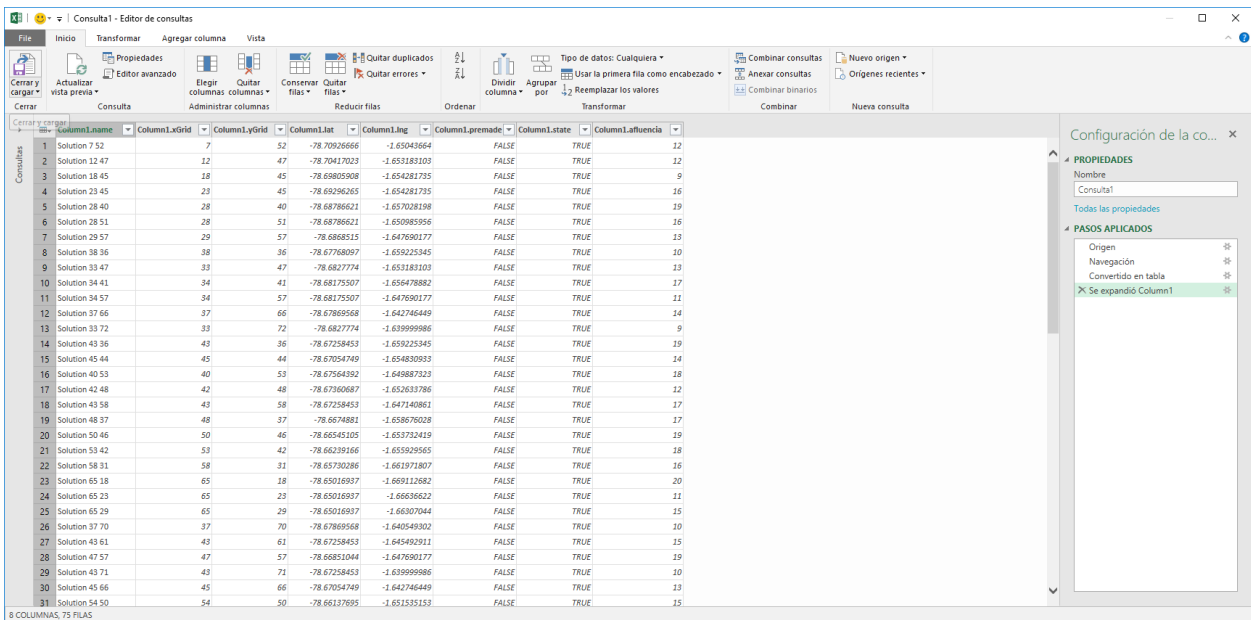 Consulta1 - Editor de consultas
File Inicio Transformar Agregar columna Vista
Cerrar y cargar
Cerrar
Actualizar vista previa
Propiedades
Editor avanzado
Consulta
Elegir columnas
Quitar columnas
Administrar columnas
Conservar filas
Quitar filas
Quitar duplicados
Quitar errores
Reducir filas
Ordenar
Dividir columna
Agrupar por
Tipo de datos: Cualquiera
Usar la primera fila como encabezado
Reemplazar los valores
Transformar
Combinar consultas
Anexar consultas
Combinar binarios
Combinar
Nuevo origen
Orígenes recientes
Nueva consulta
Cerrar y cargar
Consultas
Column1.name Column1.xGrid Column1.yGrid Column1.lat Column1.lng Column1.premade Column1.state Column1.afluencia
1 Solution 7 52 7 52 -78.70926666 -1.65043664 FALSE TRUE 12
2 Solution 12 47 12 47 -78.70417023 -1.653183103 FALSE TRUE 12
3 Solution 18 45 18 45 -78.69805908 -1.654281735 FALSE TRUE 9
4 Solution 23 45 23 45 -78.69296265 -1.654281735 FALSE TRUE 16
5 Solution 28 40 28 40 -78.68786621 -1.657028198 FALSE TRUE 19
6 Solution 28 51 28 51 -78.68786621 -1.650985956 FALSE TRUE 16
7 Solution 29 57 29 57 -78.6868515 -1.647690177 FALSE TRUE 13
8 Solution 38 36 38 36 -78.67768097 -1.659225345 FALSE TRUE 10
9 Solution 33 47 33 47 -78.6827774 -1.653183103 FALSE TRUE 13
10 Solution 34 41 34 41 -78.68175507 -1.656478882 FALSE TRUE 17
11 Solution 34 57 34 57 -78.68175507 -1.647690177 FALSE TRUE 11
12 Solution 37 66 37 66 -78.67869568 -1.642746449 FALSE TRUE 14
13 Solution 33 72 33 72 -78.6827774 -1.639999986 FALSE TRUE 9
14 Solution 43 36 43 36 -78.67258453 -1.659225345 FALSE TRUE 19
15 Solution 45 44 45 44 -78.67054749 -1.654830933 FALSE TRUE 14
16 Solution 40 53 40 53 -78.67564392 -1.649887323 FALSE TRUE 18
17 Solution 42 48 42 48 -78.67360687 -1.652633786 FALSE TRUE 12
18 Solution 43 58 43 58 -78.67258453 -1.647140861 FALSE TRUE 17
19 Solution 48 37 48 37 -78.6674881 -1.658676028 FALSE TRUE 17
20 Solution 50 46 50 46 -78.66545105 -1.653732419 FALSE TRUE 19
21 Solution 53 42 53 42 -78.66239166 -1.655929565 FALSE TRUE 18
22 Solution 58 31 58 31 -78.65730286 -1.661971807 FALSE TRUE 16
23 Solution 65 18 65 18 -78.65016937 -1.669112682 FALSE TRUE 20
24 Solution 65 23 65 23 -78.65016937 -1.66636622 FALSE TRUE 11
25 Solution 65 29 65 29 -78.65016937 -1.66307044 FALSE TRUE 15
26 Solution 37 70 37 70 -78.67869568 -1.640549302 FALSE TRUE 10
27 Solution 43 61 43 61 -78.67258453 -1.645492911 FALSE TRUE 15
28 Solution 47 57 47 57 -78.66851044 -1.647690177 FALSE TRUE 19
29 Solution 43 71 43 71 -78.67258453 -1.639999986 FALSE TRUE 10
30 Solution 45 66 45 66 -78.67054749 -1.642746449 FALSE TRUE 13
31 Solution 54 50 54 50 -78.66137695 -1.651535153 FALSE TRUE 15
Configuración de la co...
PROPIEDADES
Nombre
Consulta1
Todas las propiedades
PASOS APLICADOS
Origen
Navegación
Convertido en tabla
Se expandió Column1
8 COLUMNAS, 75 FILAS